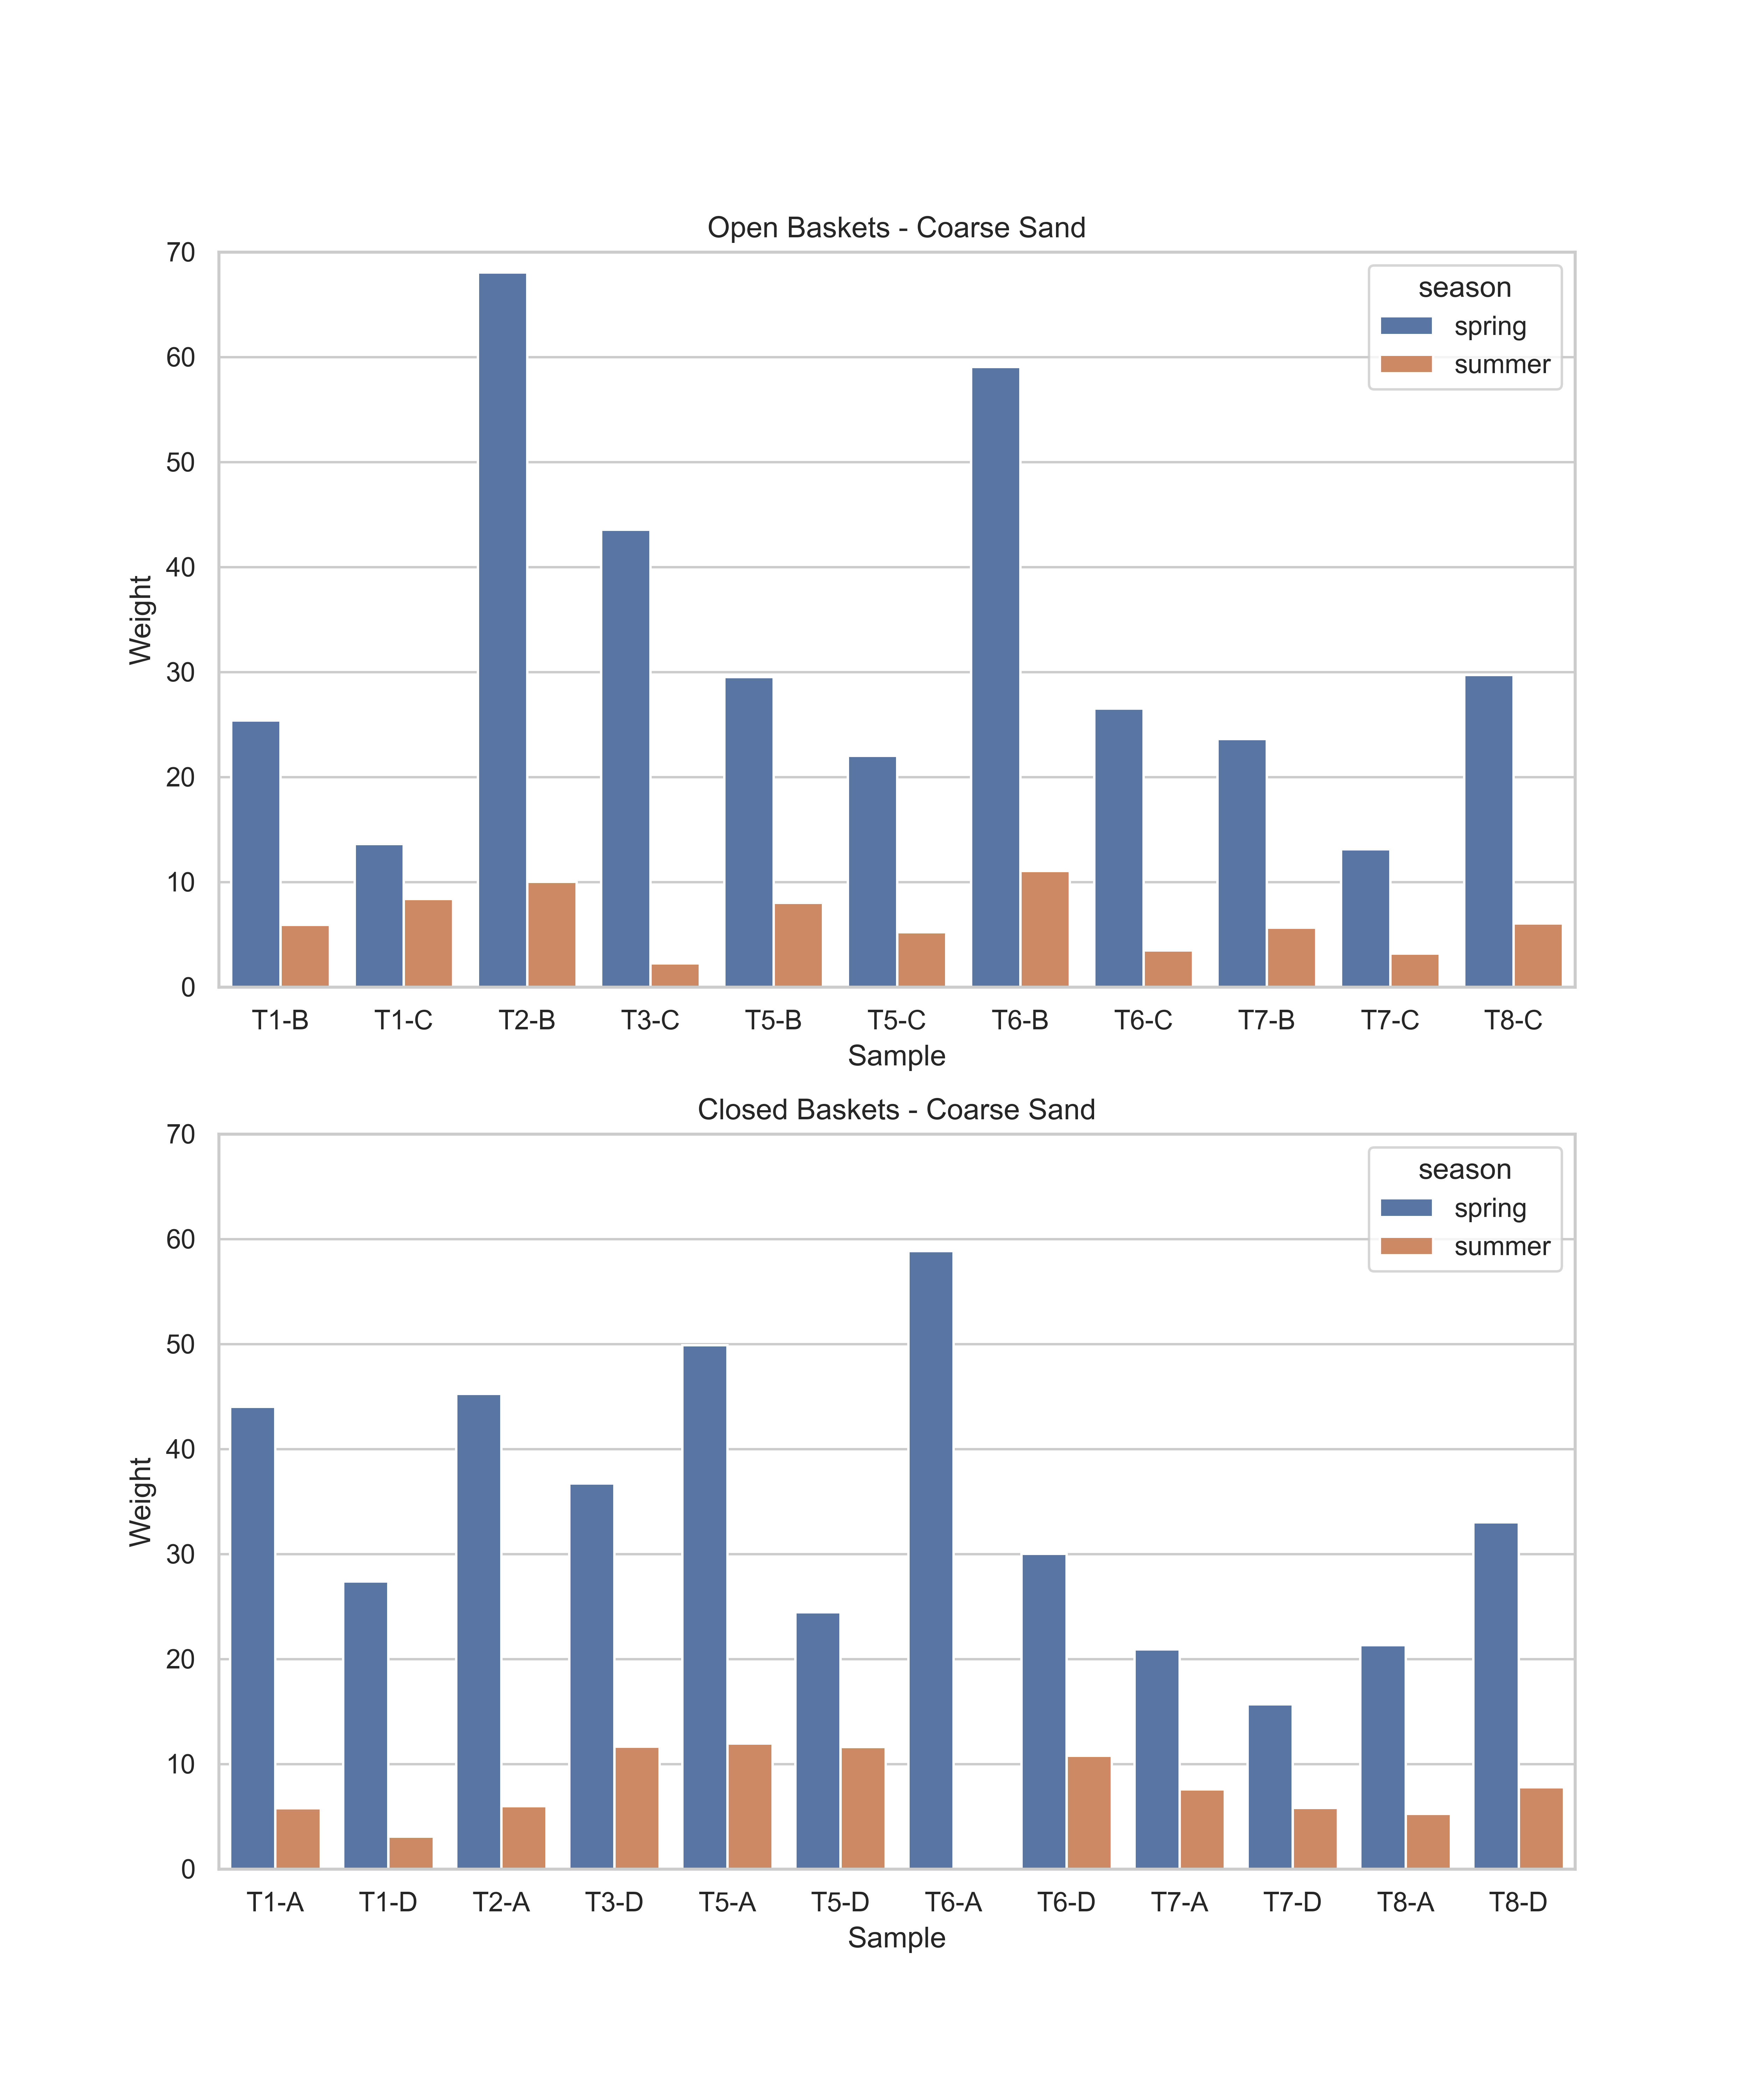 Open Baskets - Coarse Sand
70
60
50
40
30
20
10
0
Weight
season
spring
summer
T1-B T1-C T2-B T3-C T5-B T5-C T6-B T6-C T7-B T7-C T8-C
Sample
Closed Baskets - Coarse Sand
70
60
50
40
30
20
10
0
Weight
season
spring
summer
T1-A T1-D T2-A T3-D T5-A T5-D T6-A T6-D T7-A T7-D T8-A T8-D
Sample